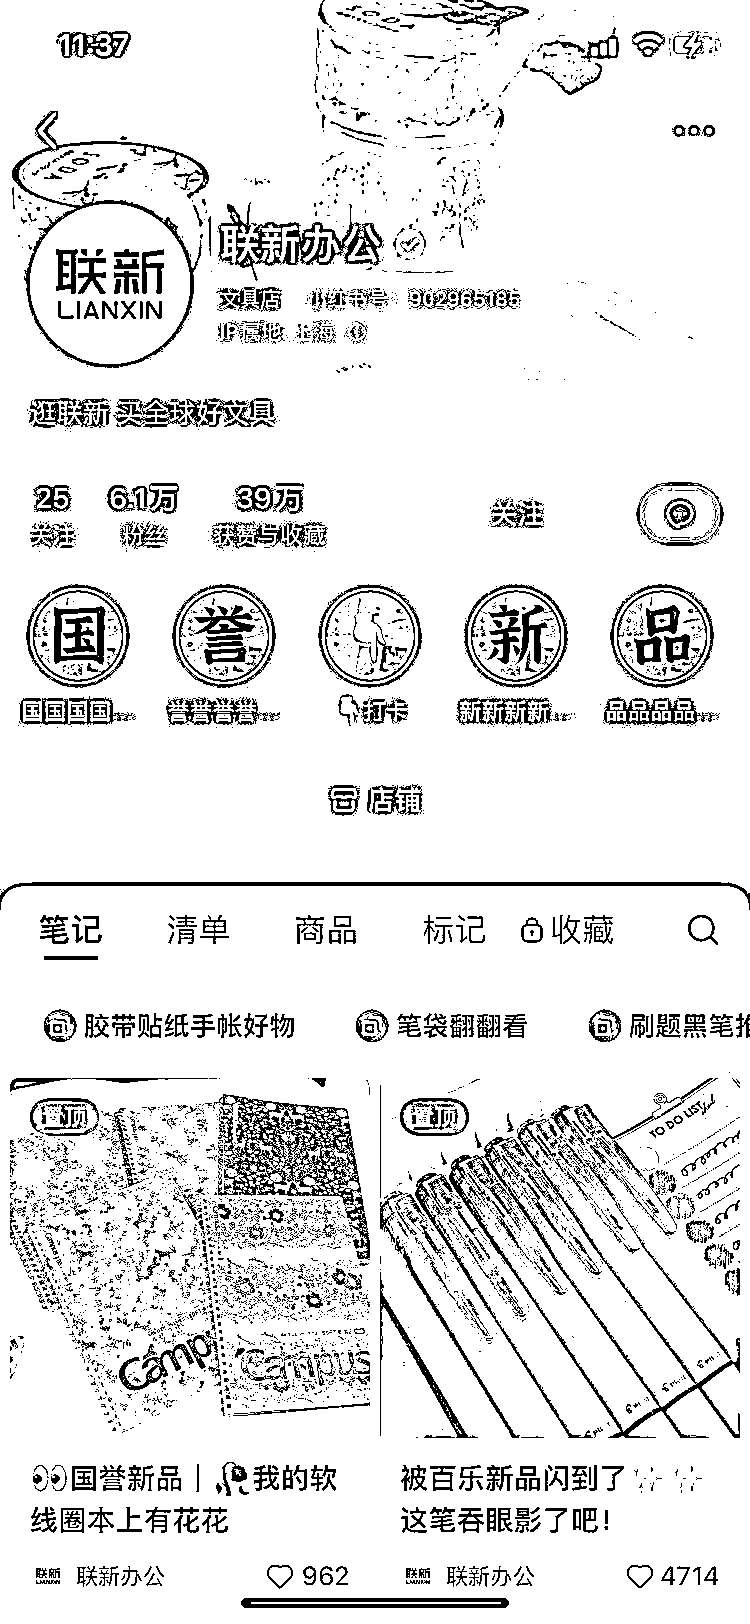 11:37
联新
LIANXIN
联新办公
文具店 小红书号 902965185
IP属地 上海
逛联新 买全球好文具
25 6.1万 39万
关注 粉丝 获赞与收藏 关注
国 誉 新 品
国国国国... 誉誉誉誉... 打卡 新新新新... 品品品品...
店铺
笔记 清单 商品 标记 收藏
胶带贴纸手帐好物 笔袋翻翻看 刷题黑笔推
置顶 置顶
TO DO LIST
Camp Campus
👀国誉新品｜🥀我的软
线圈本上有花花
联新办公 962
被百乐新品闪到了✨✨
这笔吞眼影了吧！
联新办公 4714